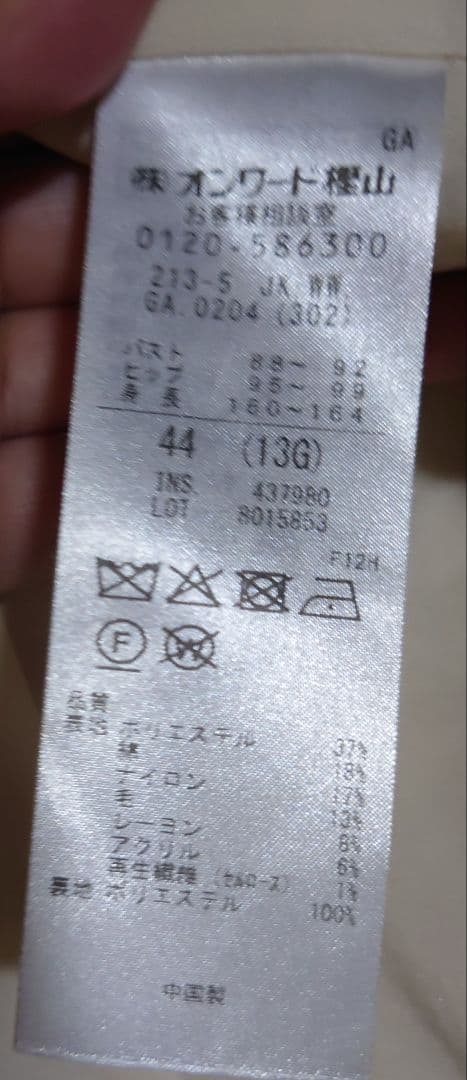 GA
㈱ オンワード樫山
お客様相談室
0120-586300
213-5 JK
GA.0204 (302)
バスト 88～ 92
ヒップ 95～ 99
身長 160～164
44 (13G)
INS. 437980
LOT 8015853
F12H
F
W
品質
表地 ポリエステル 37%
綿 18%
ナイロン 17%
毛 13%
レーヨン 8%
アクリル 6%
再生繊維 (セルロース) 1%
裏地 ポリエステル 100%
中国製